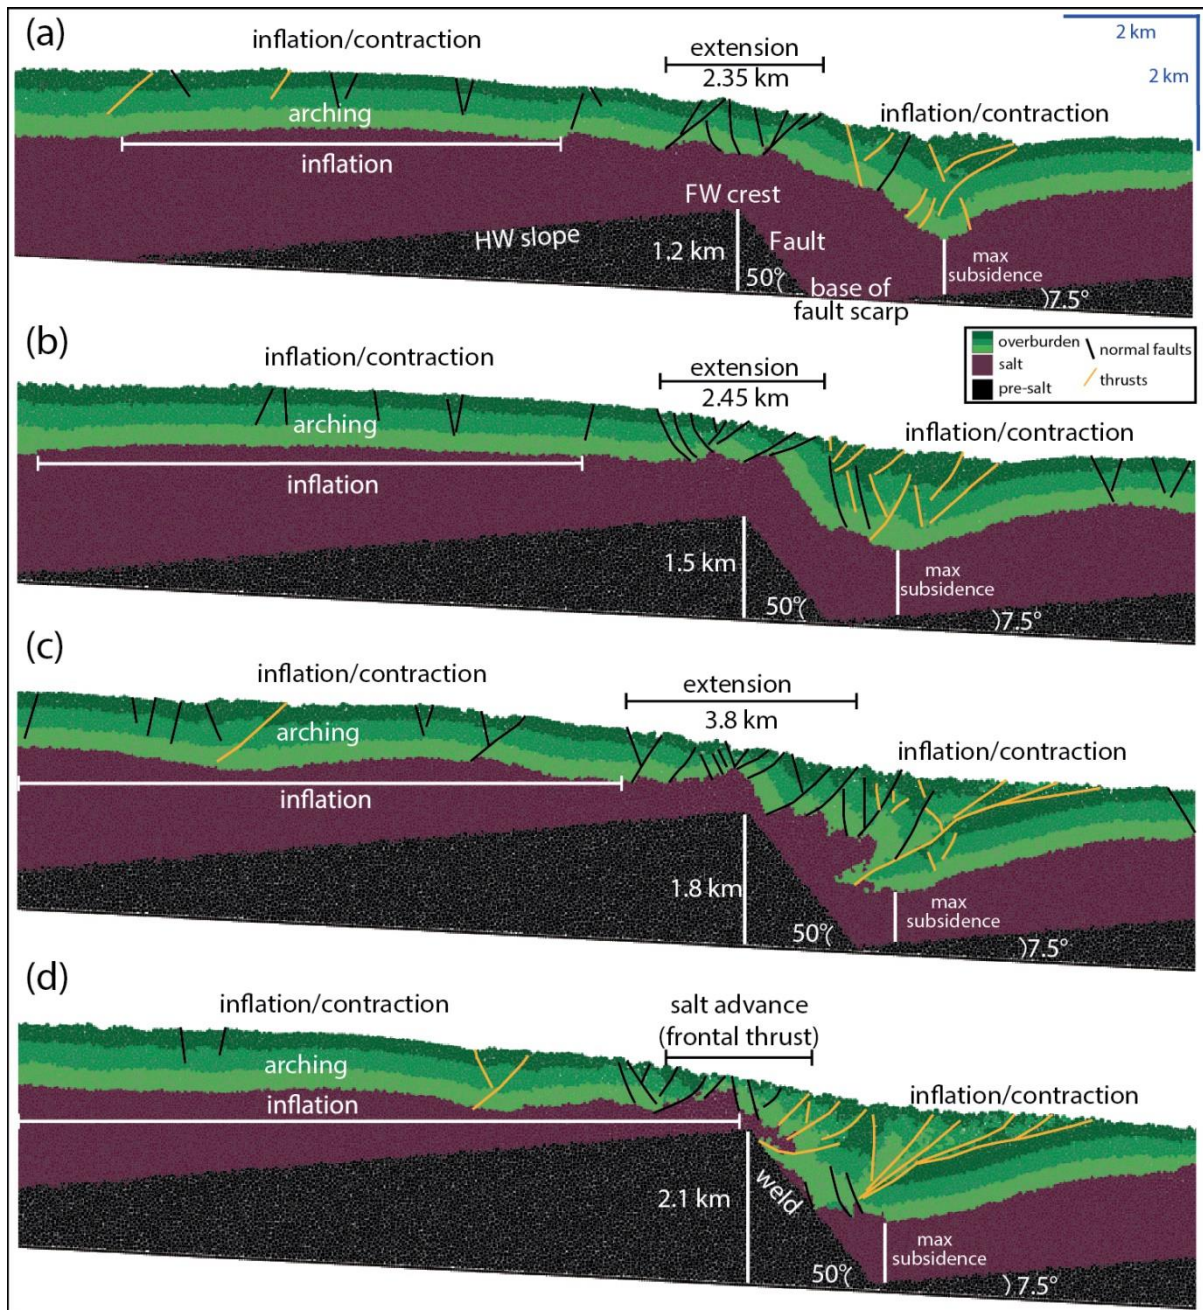 (a)
inflation/contraction
extension
2.35 km
2 km
2 km
arching
inflation
inflation/contraction
FW crest
HW slope
1.2 km
Fault
50°
base of
fault scarp
max
subsidence
7.5°
(b)
inflation/contraction
extension
2.45 km
overburden
normal faults
salt
thrusts
pre-salt
arching
inflation
inflation/contraction
1.5 km
50°
max
subsidence
7.5°
(c)
inflation/contraction
extension
3.8 km
arching
inflation
inflation/contraction
1.8 km
50°
max
subsidence
7.5°
(d)
inflation/contraction
salt advance
(frontal thrust)
arching
inflation
inflation/contraction
2.1 km
weld
50°
max
subsidence
7.5°